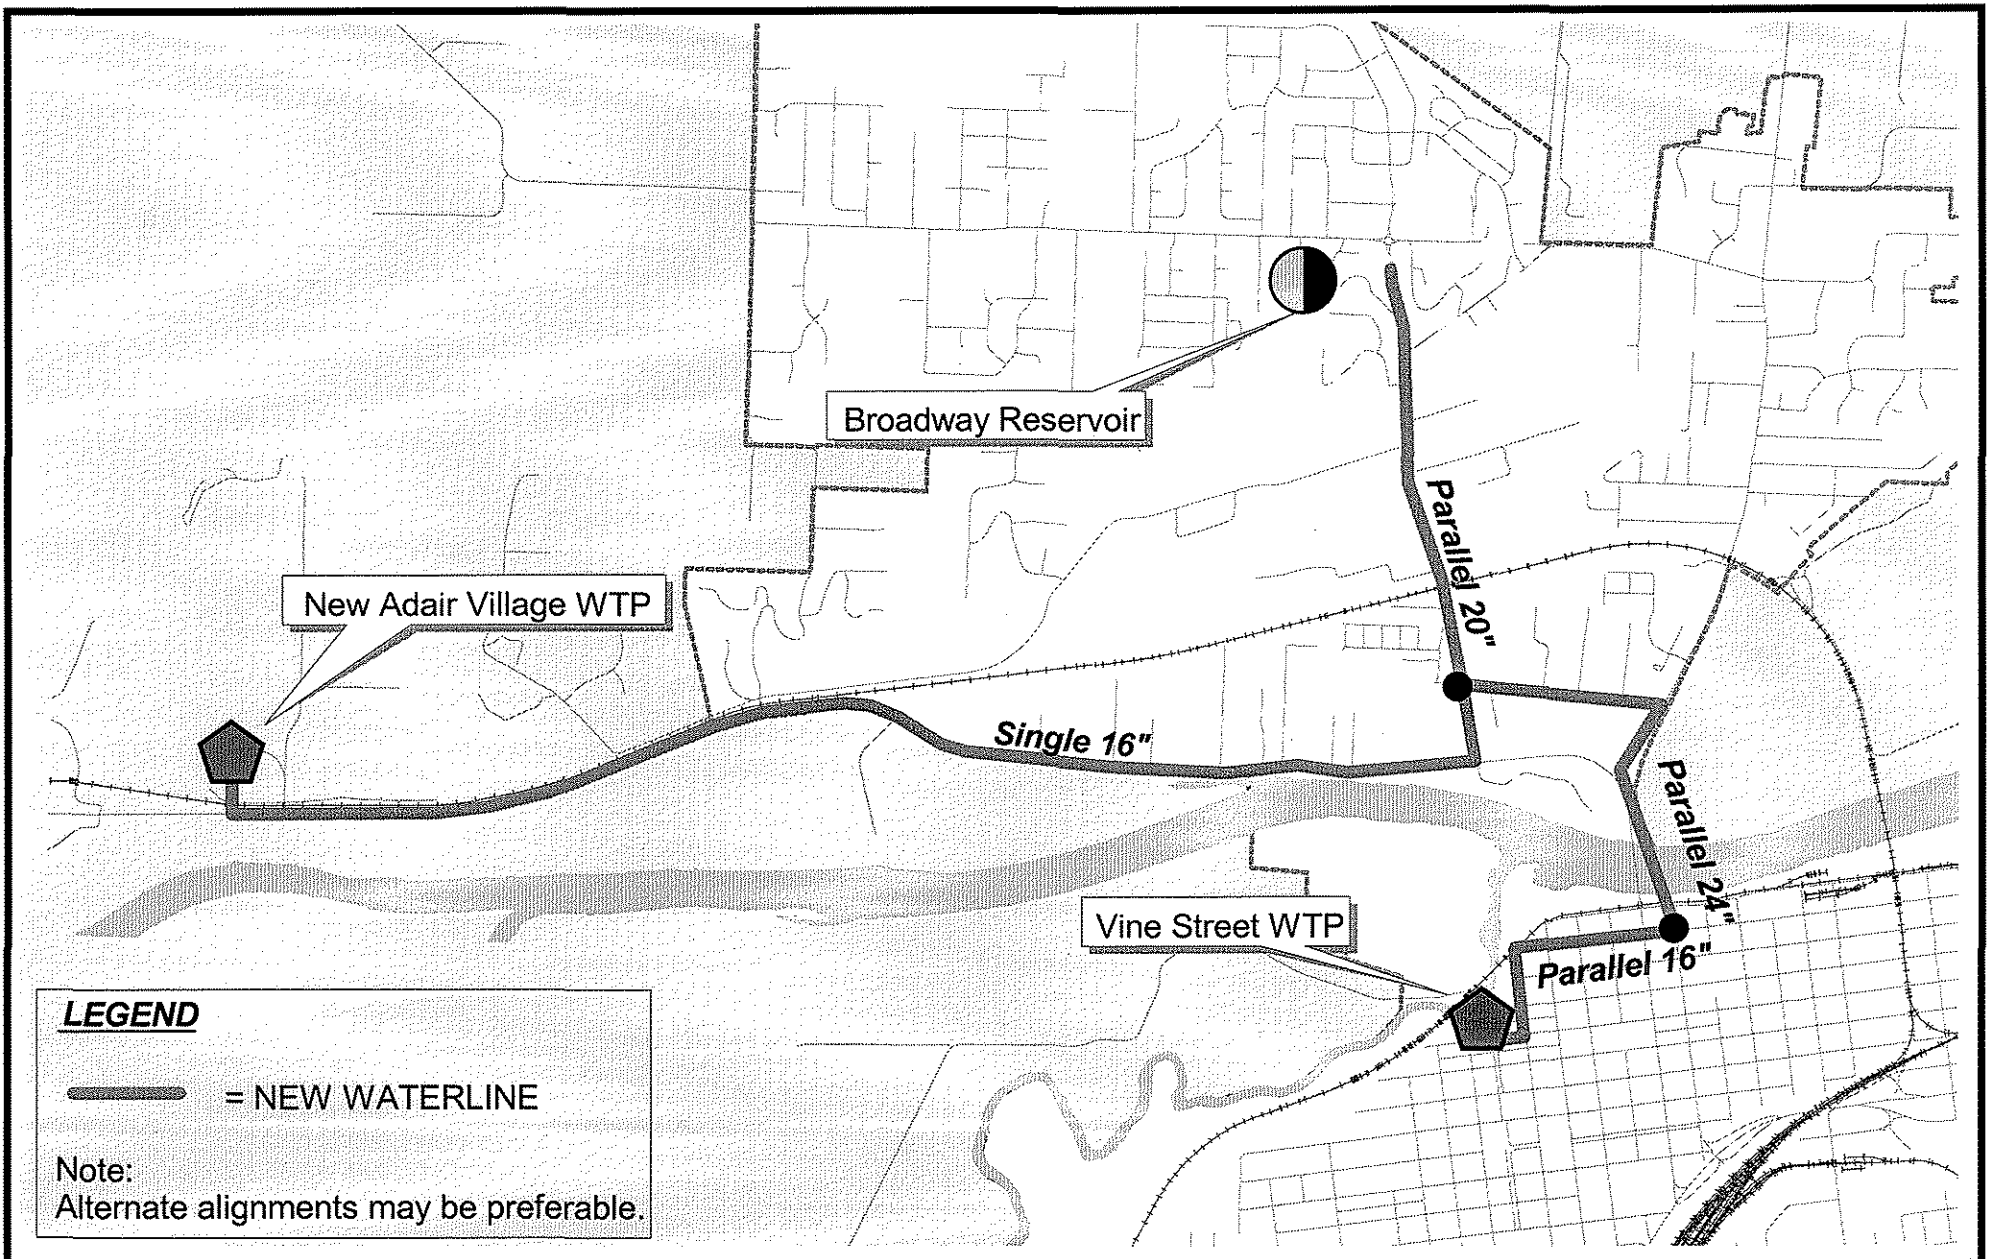 Broadway Reservoir
Parallel 20"
New Adair Village WTP
Single 16"
Parallel 24"
Vine Street WTP
Parallel 16"
LEGEND
= NEW WATERLINE
Note:
Alternate alignments may be preferable.